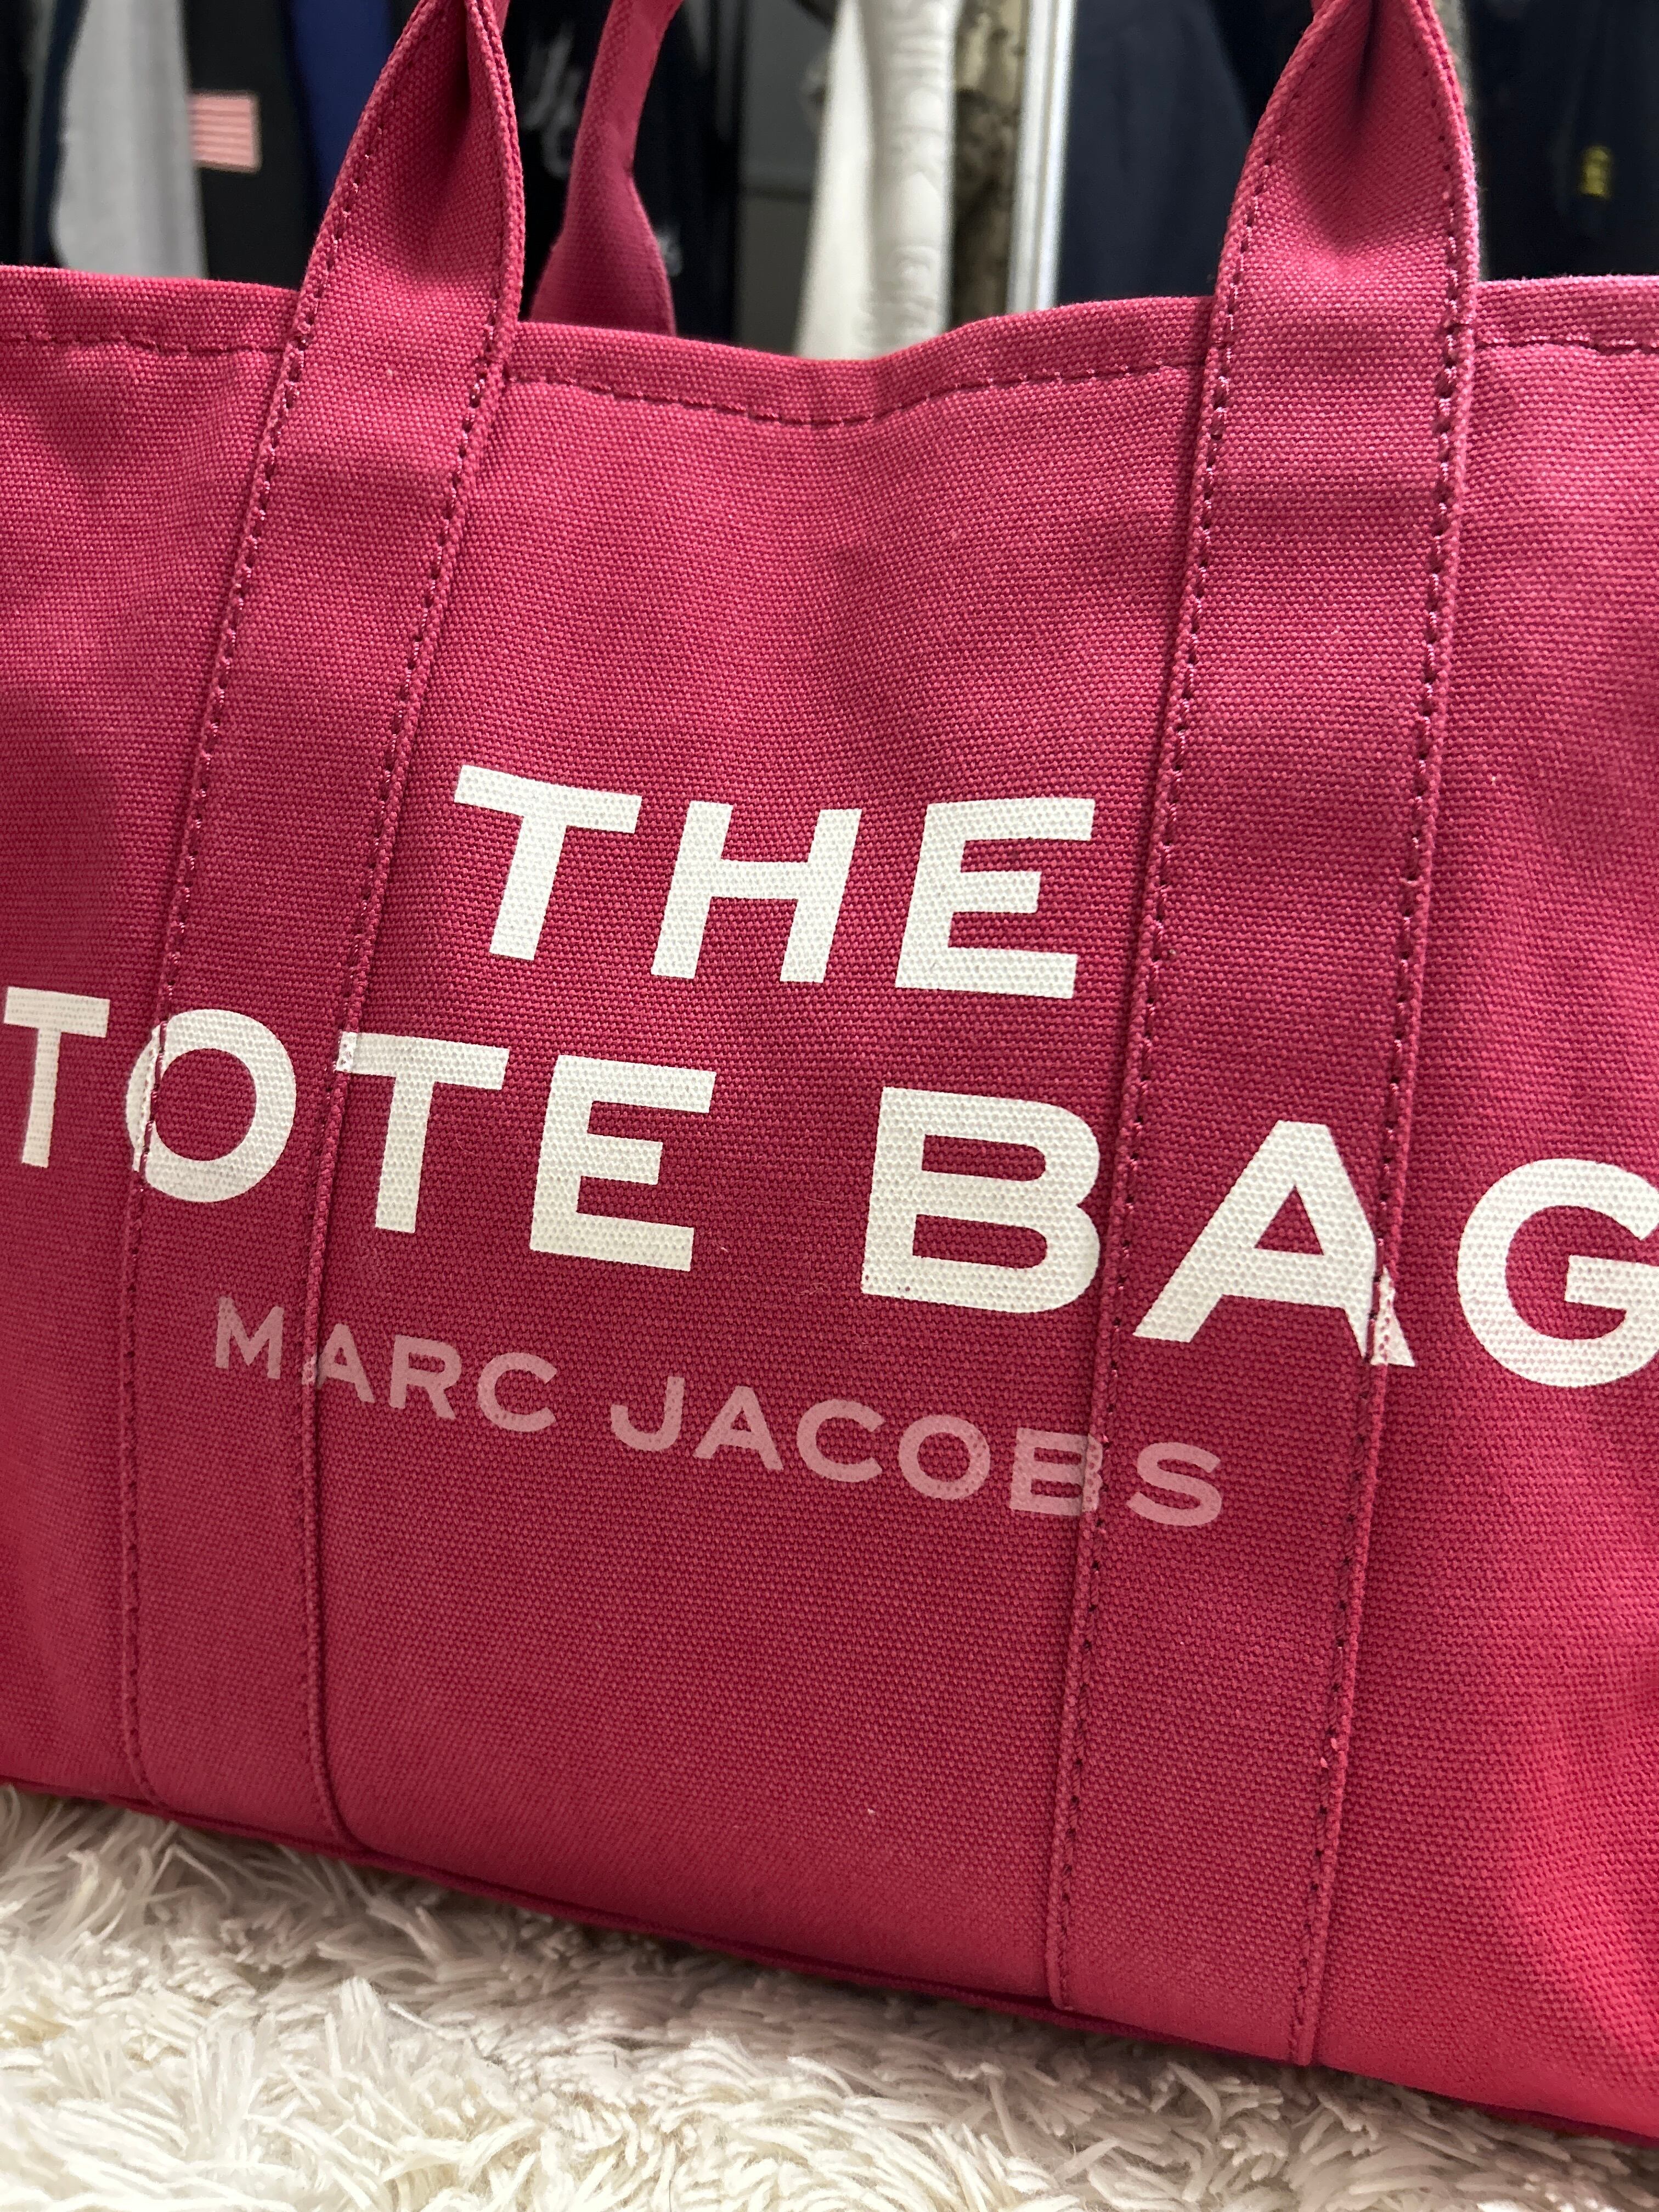 THE
TOTE BAG
MARC JACOBS